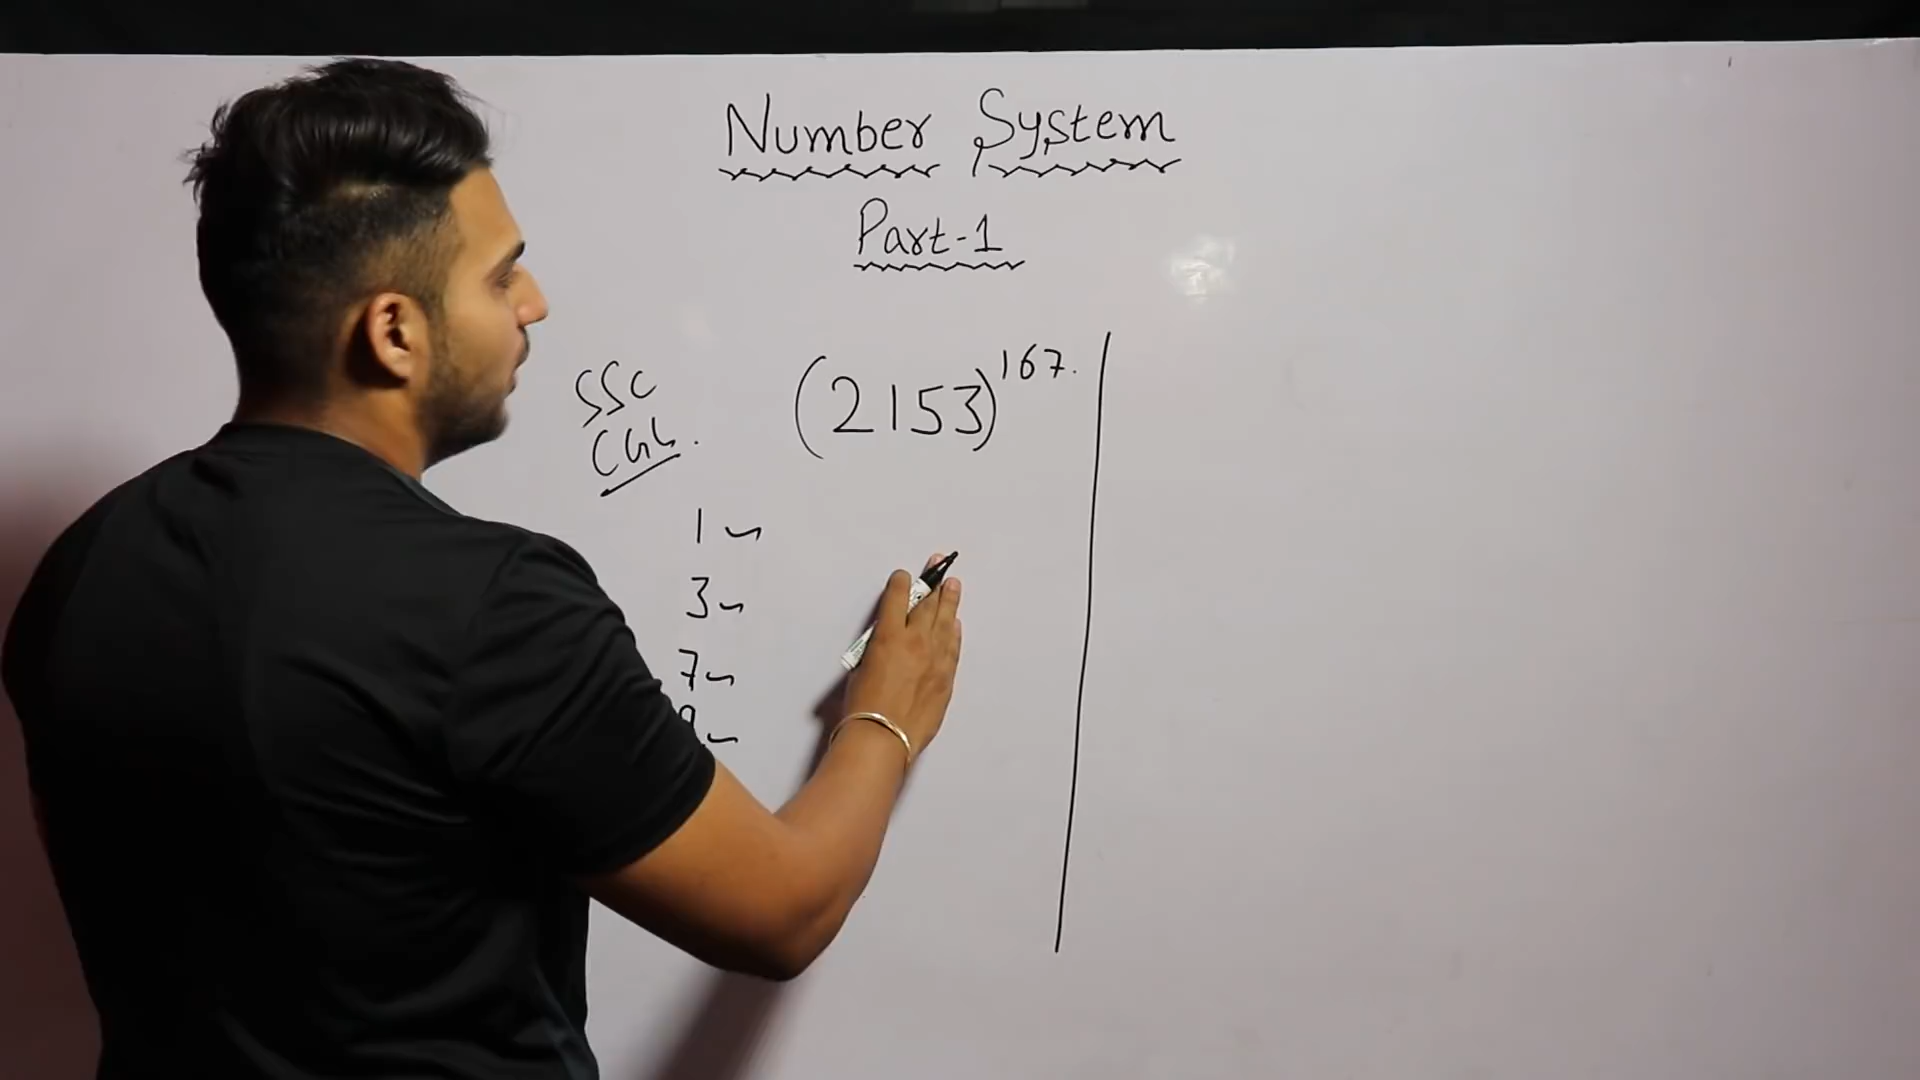 Number System
Part-1
SSC
CGL.
(2153)^167.
1
3
7
9